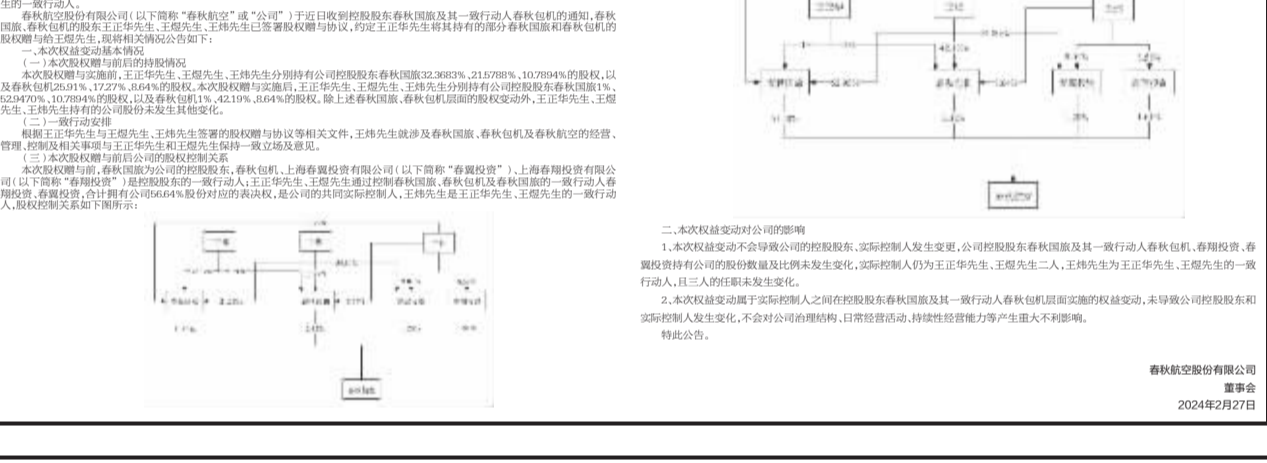 生的一致行动人。
春秋航空股份有限公司(以下简称“春秋航空”或“公司”)于近日收到控股股东春秋国旅及其一致行动人春秋包机的通知,春秋
国旅、春秋包机的股东王正华先生、王煜先生、王炜先生已签署股权赠与协议,约定王正华先生将其持有的部分春秋国旅和春秋包机的
股权赠与给王煜先生,现将相关情况公告如下:
一、本次权益变动基本情况
(一)本次股权赠与前后的持股情况
本次股权赠与实施前,王正华先生、王煜先生、王炜先生分别持有公司控股股东春秋国旅32.3683%、21.5788%、10.7894%的股权,以
及春秋包机25.91%、17.27%、8.64%的股权。本次股权赠与实施后,王正华先生、王煜先生、王炜先生分别持有公司控股股东春秋国旅1%、
52.9470%、10.7894%的股权,以及春秋包机1%、42.19%、8.64%的股权。除上述春秋国旅、春秋包机层面的股权变动外,王正华先生、王煜
先生、王炜先生持有的公司股份未发生其他变化。
(二)一致行动安排
根据王正华先生与王煜先生、王炜先生签署的股权赠与协议等相关文件,王炜先生就涉及春秋国旅、春秋包机及春秋航空的经营、
管理、控制及相关事项与王正华先生和王煜先生保持一致立场及意见。
(三)本次股权赠与前后公司的股权控制关系
本次股权赠与前,春秋国旅为公司的控股股东,春秋包机、上海春翼投资有限公司(以下简称“春翼投资”)、上海春翔投资有限公
司(以下简称“春翔投资”)是控股股东的一致行动人;王正华先生、王煜先生通过控制春秋国旅、春秋包机及春秋国旅的一致行动人春
翔投资、春翼投资,合计拥有公司56.64%股份对应的表决权,是公司的共同实际控制人,王炜先生是王正华先生、王煜先生的一致行动
人,股权控制关系如下图所示:
二、本次权益变动对公司的影响
1、本次权益变动不会导致公司的控股股东、实际控制人发生变更,公司控股股东春秋国旅及其一致行动人春秋包机、春翔投资、春
翼投资持有公司的股份数量及比例未发生变化,实际控制人仍为王正华先生、王煜先生二人,王炜先生为王正华先生、王煜先生的一致
行动人,且三人的任职未发生变化。
2、本次权益变动属于实际控制人之间在控股股东春秋国旅及其一致行动人春秋包机层面实施的权益变动,未导致公司控股股东和
实际控制人发生变化,不会对公司治理结构、日常经营活动、持续性经营能力等产生重大不利影响。
特此公告。
春秋航空股份有限公司
董事会
2024年2月27日